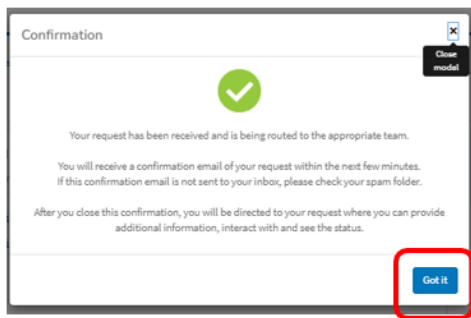 Confirmation
×
Close
modal
Your request has been received and is being routed to the appropriate team.
You will receive a confirmation email of your request within the next few minutes.
If this confirmation email is not sent to your inbox, please check your spam folder.
After you close this confirmation, you will be directed to your request where you can provide
additional information, interact with and see the status.
Got it